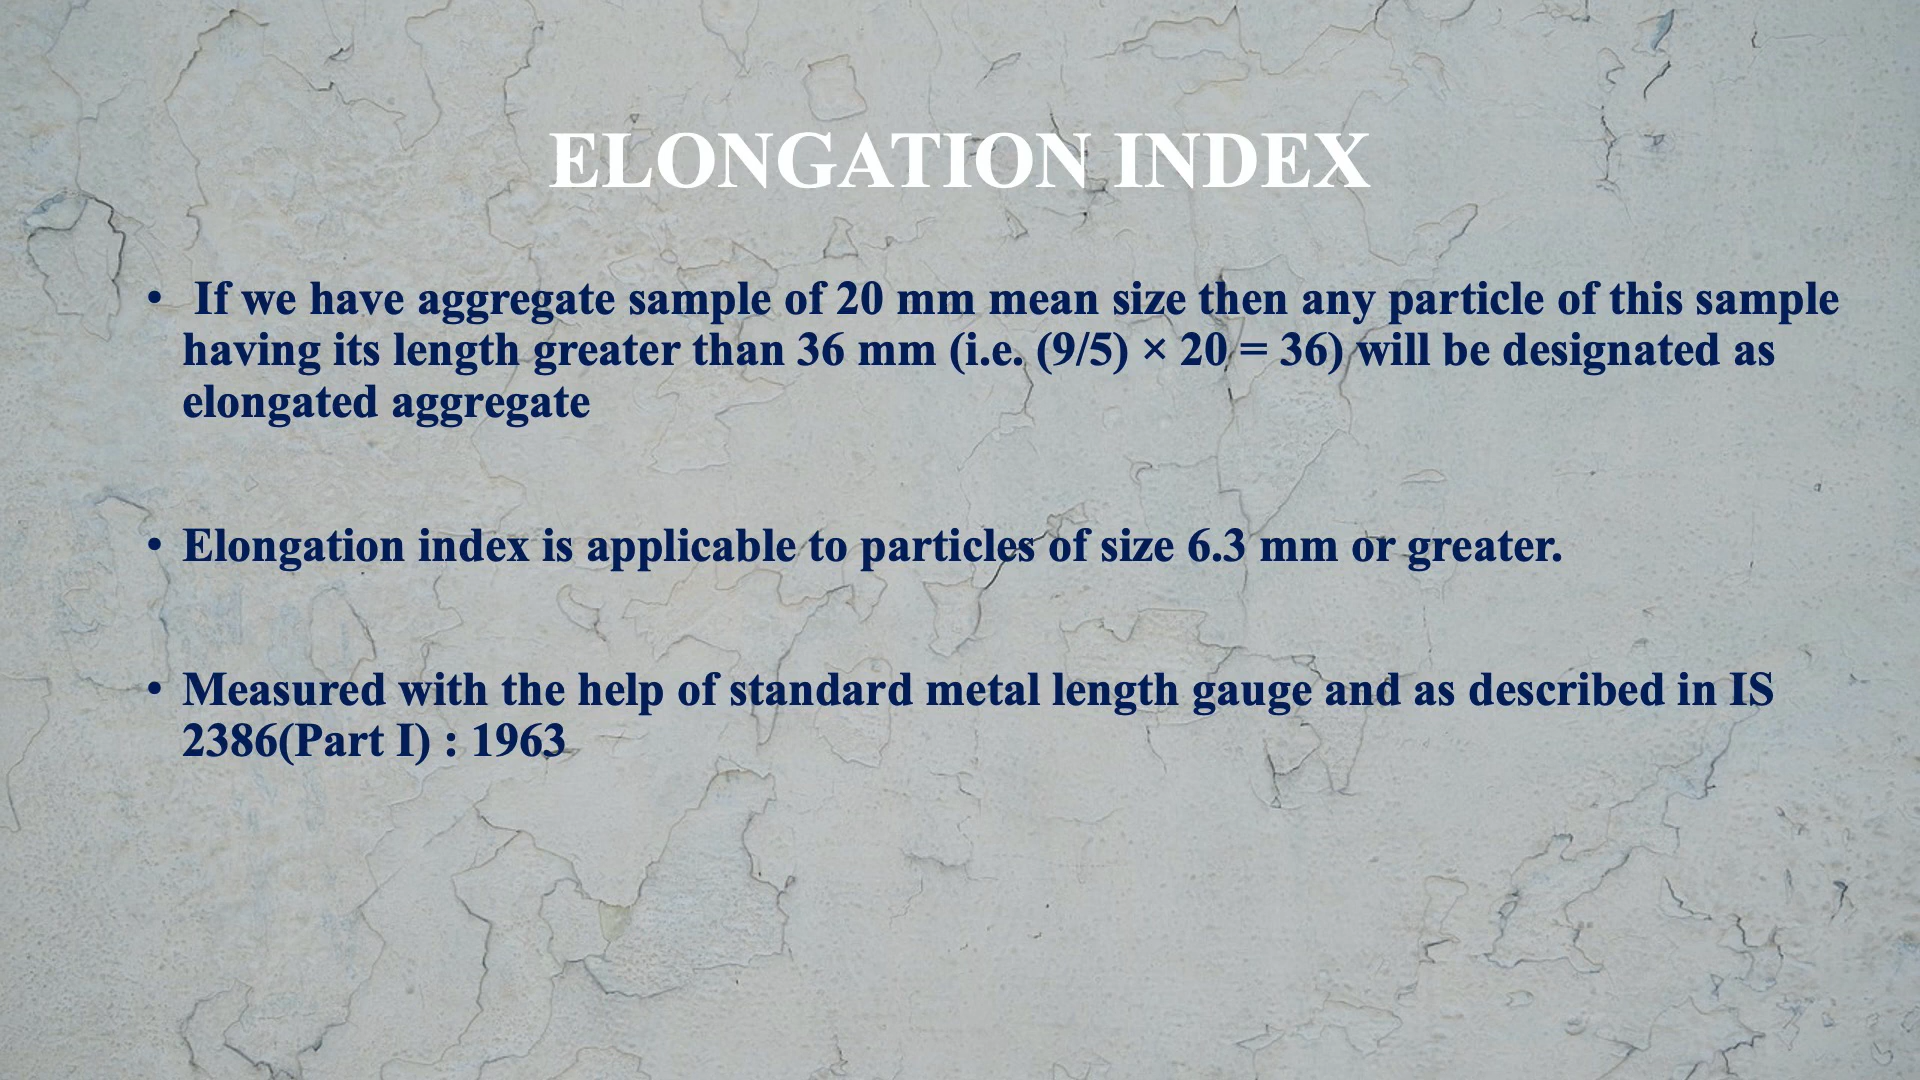 ELONGATION INDEX
• If we have aggregate sample of 20 mm mean size then any particle of this sample
having its length greater than 36 mm (i.e. (9/5) × 20 = 36) will be designated as
elongated aggregate
• Elongation index is applicable to particles of size 6.3 mm or greater.
• Measured with the help of standard metal length gauge and as described in IS
2386(Part I) : 1963